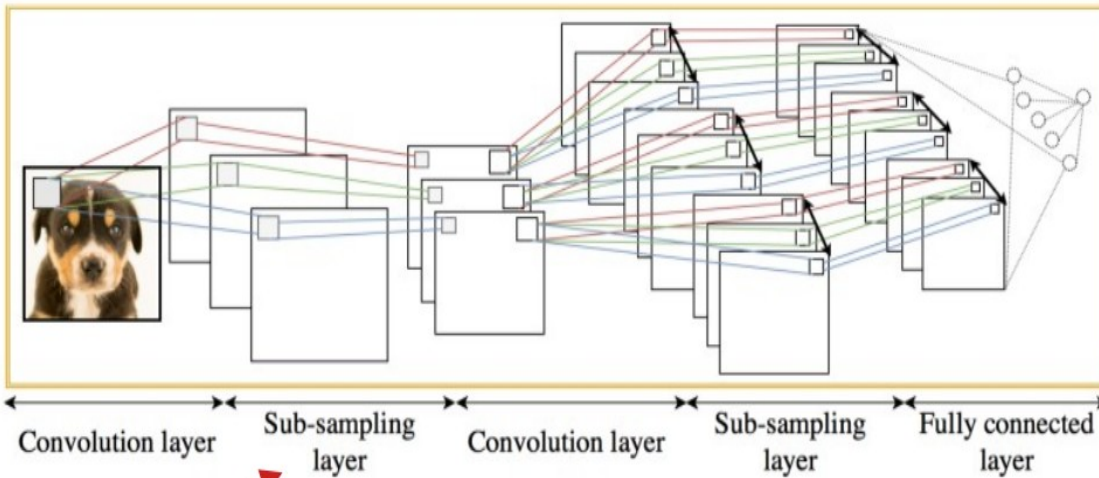 Convolution layer
Sub-sampling
layer
Convolution layer
Sub-sampling
layer
Fully connected
layer